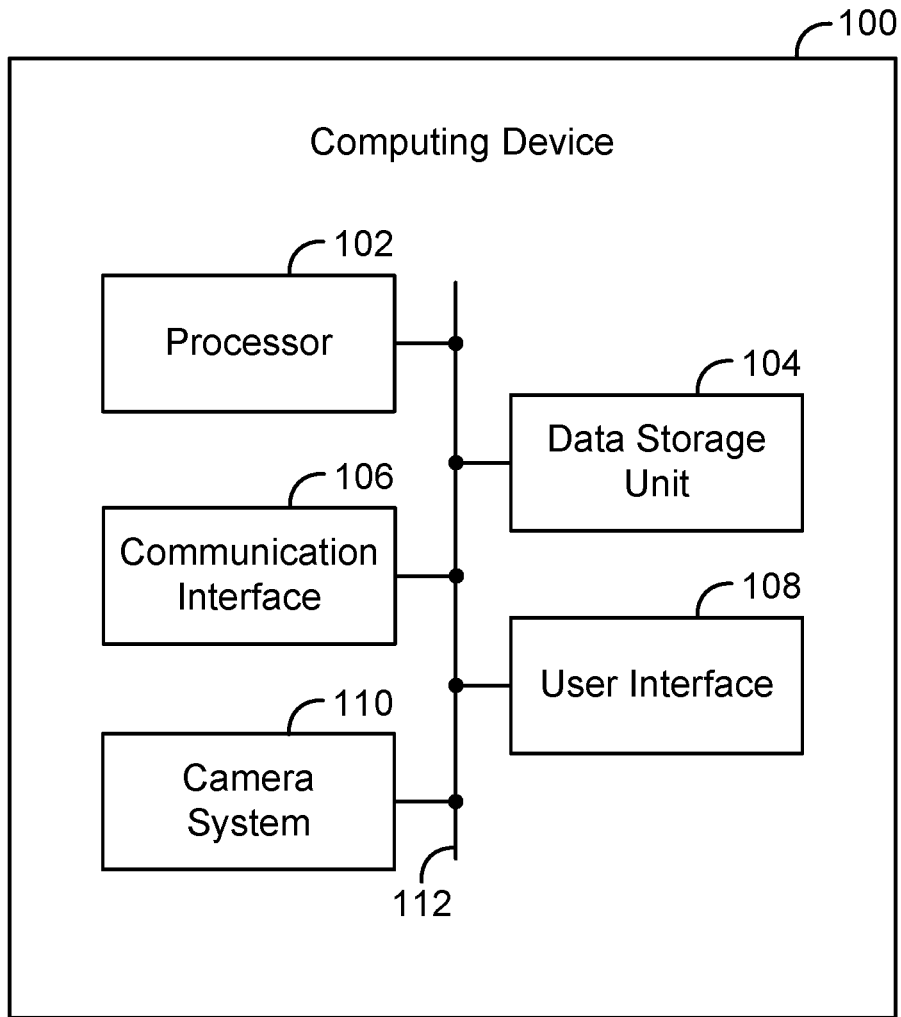 100
Computing Device
102
Processor
104
Data Storage
Unit
106
Communication
Interface
108
User Interface
110
Camera
System
112